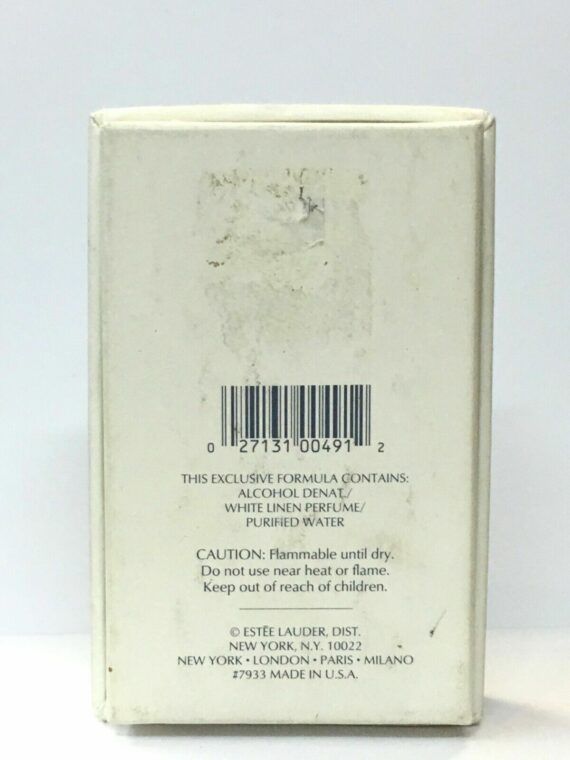 0 27131 00491 2
THIS EXCLUSIVE FORMULA CONTAINS:
ALCOHOL DENAT./
WHITE LINEN PERFUME/
PURIFIED WATER
CAUTION: Flammable until dry.
Do not use near heat or flame.
Keep out of reach of children.
© ESTĒE LAUDER, DIST.
NEW YORK, N.Y. 10022
NEW YORK • LONDON • PARIS • MILANO
#7933 MADE IN U.S.A.